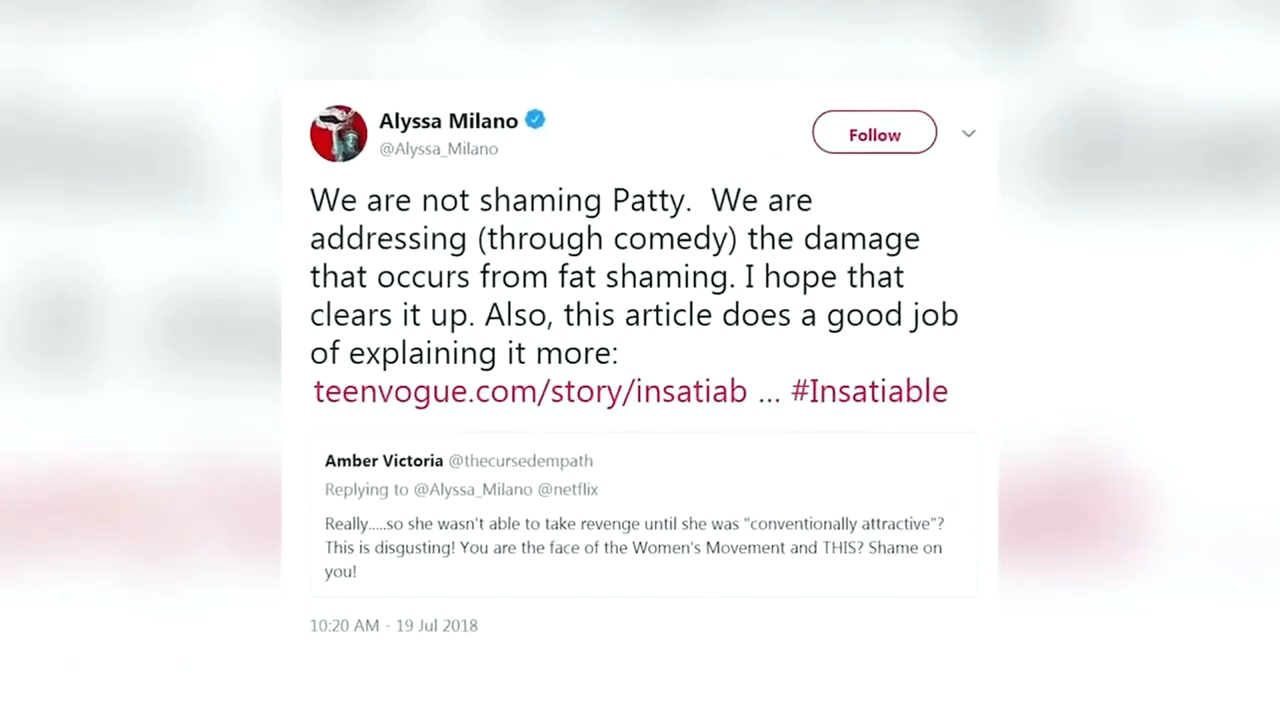 Alyssa Milano
@Alyssa_Milano
Follow
We are not shaming Patty.  We are
addressing (through comedy) the damage
that occurs from fat shaming. I hope that
clears it up. Also, this article does a good job
of explaining it more:
teenvogue.com/story/insatiab ... #Insatiable
Amber Victoria @thecursedempath
Replying to @Alyssa_Milano @netflix
Really.....so she wasn't able to take revenge until she was "conventionally attractive"?
This is disgusting! You are the face of the Women's Movement and THIS? Shame on
you!
10:20 AM - 19 Jul 2018